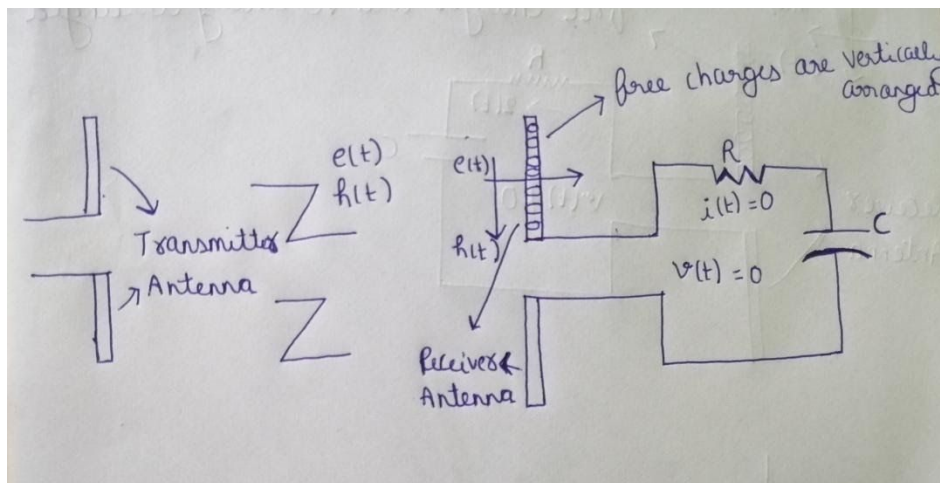 free charges are vertically
arranged
e(t)
h(t)
Transmitter
Antenna
e(t)
h(t)
R
i(t)=0
C
v(t) = 0
Receiver
Antenna